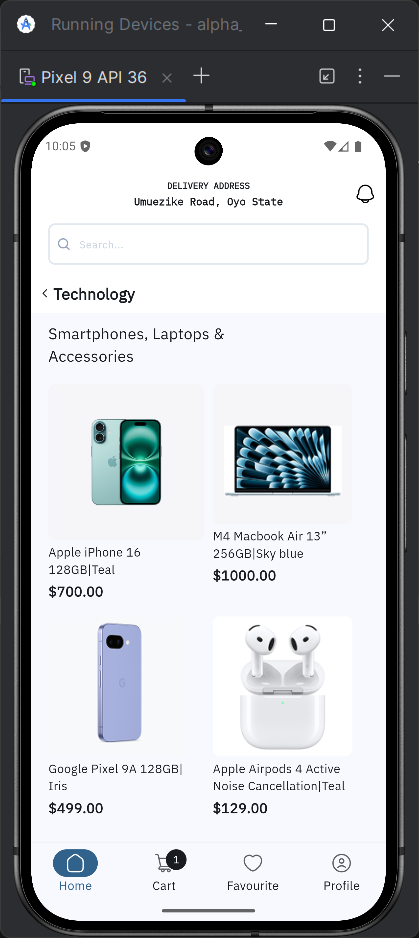 Running Devices - alpha_
Pixel 9 API 36
10:05
DELIVERY ADDRESS
Umuezike Road, Oyo State
Search...
Technology
Smartphones, Laptops &
Accessories
Apple iPhone 16
128GB|Teal
$700.00
M4 Macbook Air 13”
256GB|Sky blue
$1000.00
Google Pixel 9A 128GB|
Iris
$499.00
Apple Airpods 4 Active
Noise Cancellation|Teal
$129.00
1
Home
Cart
Favourite
Profile